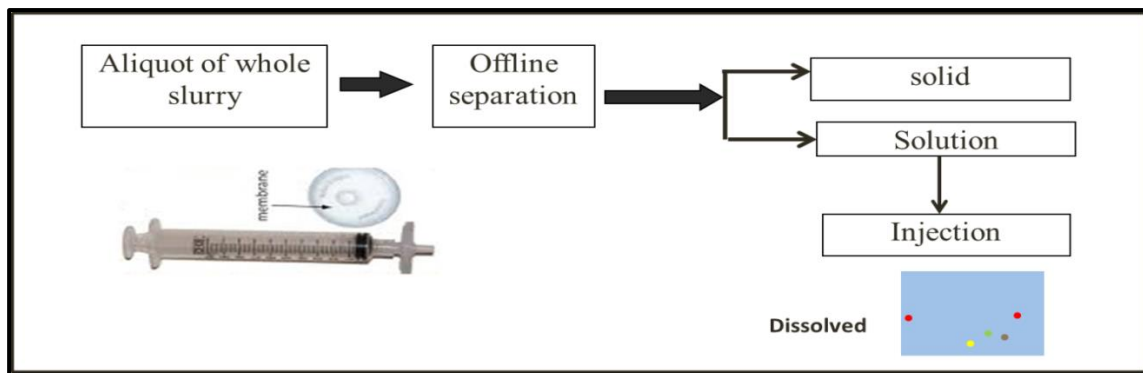 Aliquot of whole
slurry
Offline
separation
solid
Solution
Injection
membrane
Dissolved